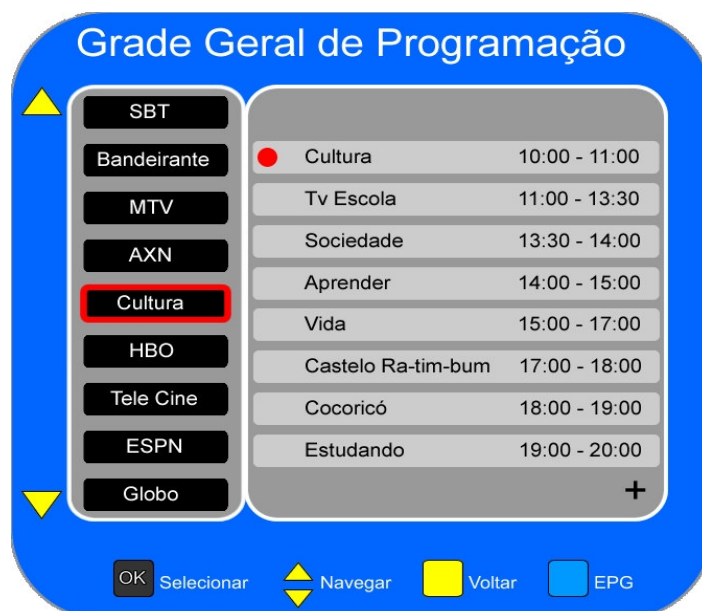 Grade Geral de Programação
SBT
Bandeirante
MTV
AXN
Cultura
HBO
Tele Cine
ESPN
Globo
Cultura 10:00 - 11:00
Tv Escola 11:00 - 13:30
Sociedade 13:30 - 14:00
Aprender 14:00 - 15:00
Vida 15:00 - 17:00
Castelo Ra-tim-bum 17:00 - 18:00
Cocoricó 18:00 - 19:00
Estudando 19:00 - 20:00
+
OK Selecionar Navegar Voltar EPG